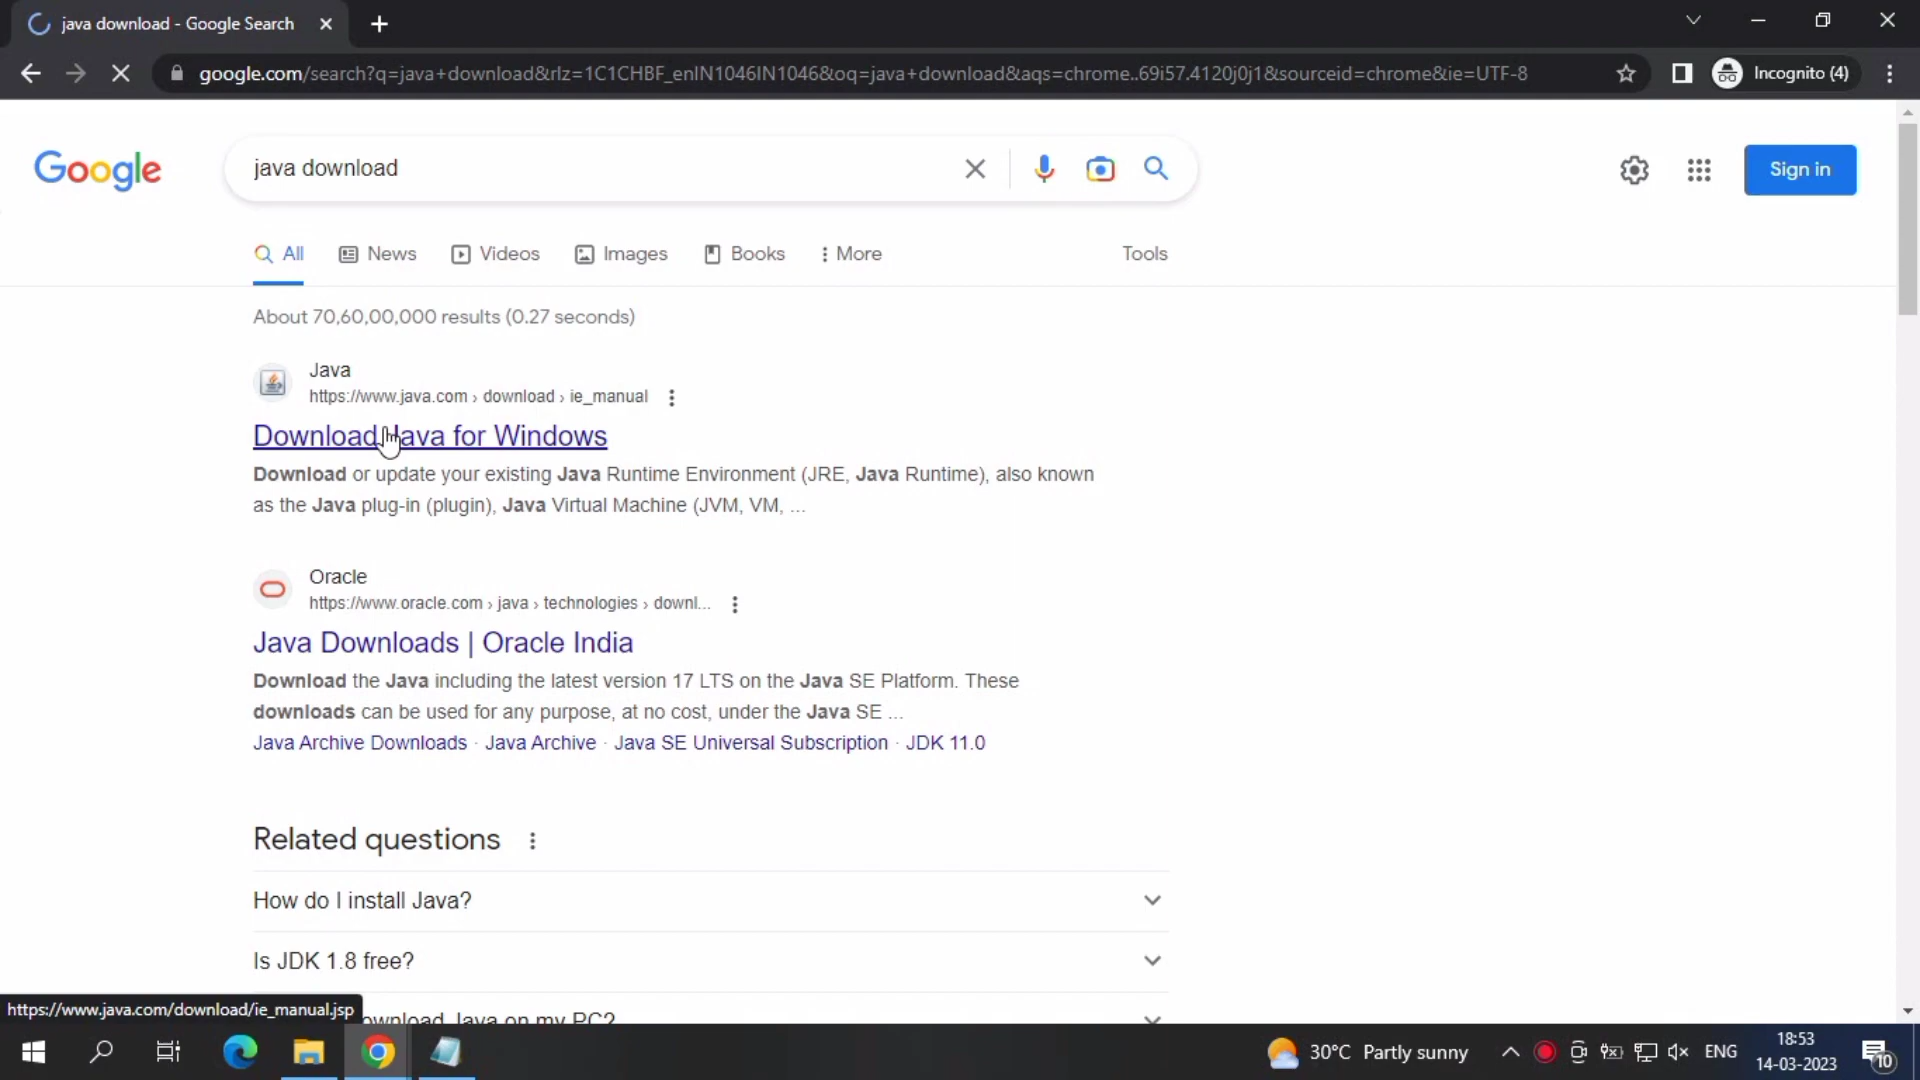 java download - Google Search
google.com/search?q=java+download&rlz=1C1CHBF_enIN1046IN1046&oq=java+download&aqs=chrome..69i57.4120j0j1&sourceid=chrome&ie=UTF-8
Incognito (4)
Google
java download
Sign in
All
News
Videos
Images
Books
More
Tools
About 70,60,00,000 results (0.27 seconds)
Java
https://www.java.com › download › ie_manual
Download Java for Windows
Download or update your existing Java Runtime Environment (JRE, Java Runtime), also known
as the Java plug-in (plugin), Java Virtual Machine (JVM, VM, ...
Oracle
https://www.oracle.com › java › technologies › downl...
Java Downloads | Oracle India
Download the Java including the latest version 17 LTS on the Java SE Platform. These
downloads can be used for any purpose, at no cost, under the Java SE ...
Java Archive Downloads · Java Archive · Java SE Universal Subscription · JDK 11.0
Related questions
How do I install Java?
Is JDK 1.8 free?
ownload Java on my PC?
https://www.java.com/download/ie_manual.jsp
30°C Partly sunny
ENG
18:53
14-03-2023
10